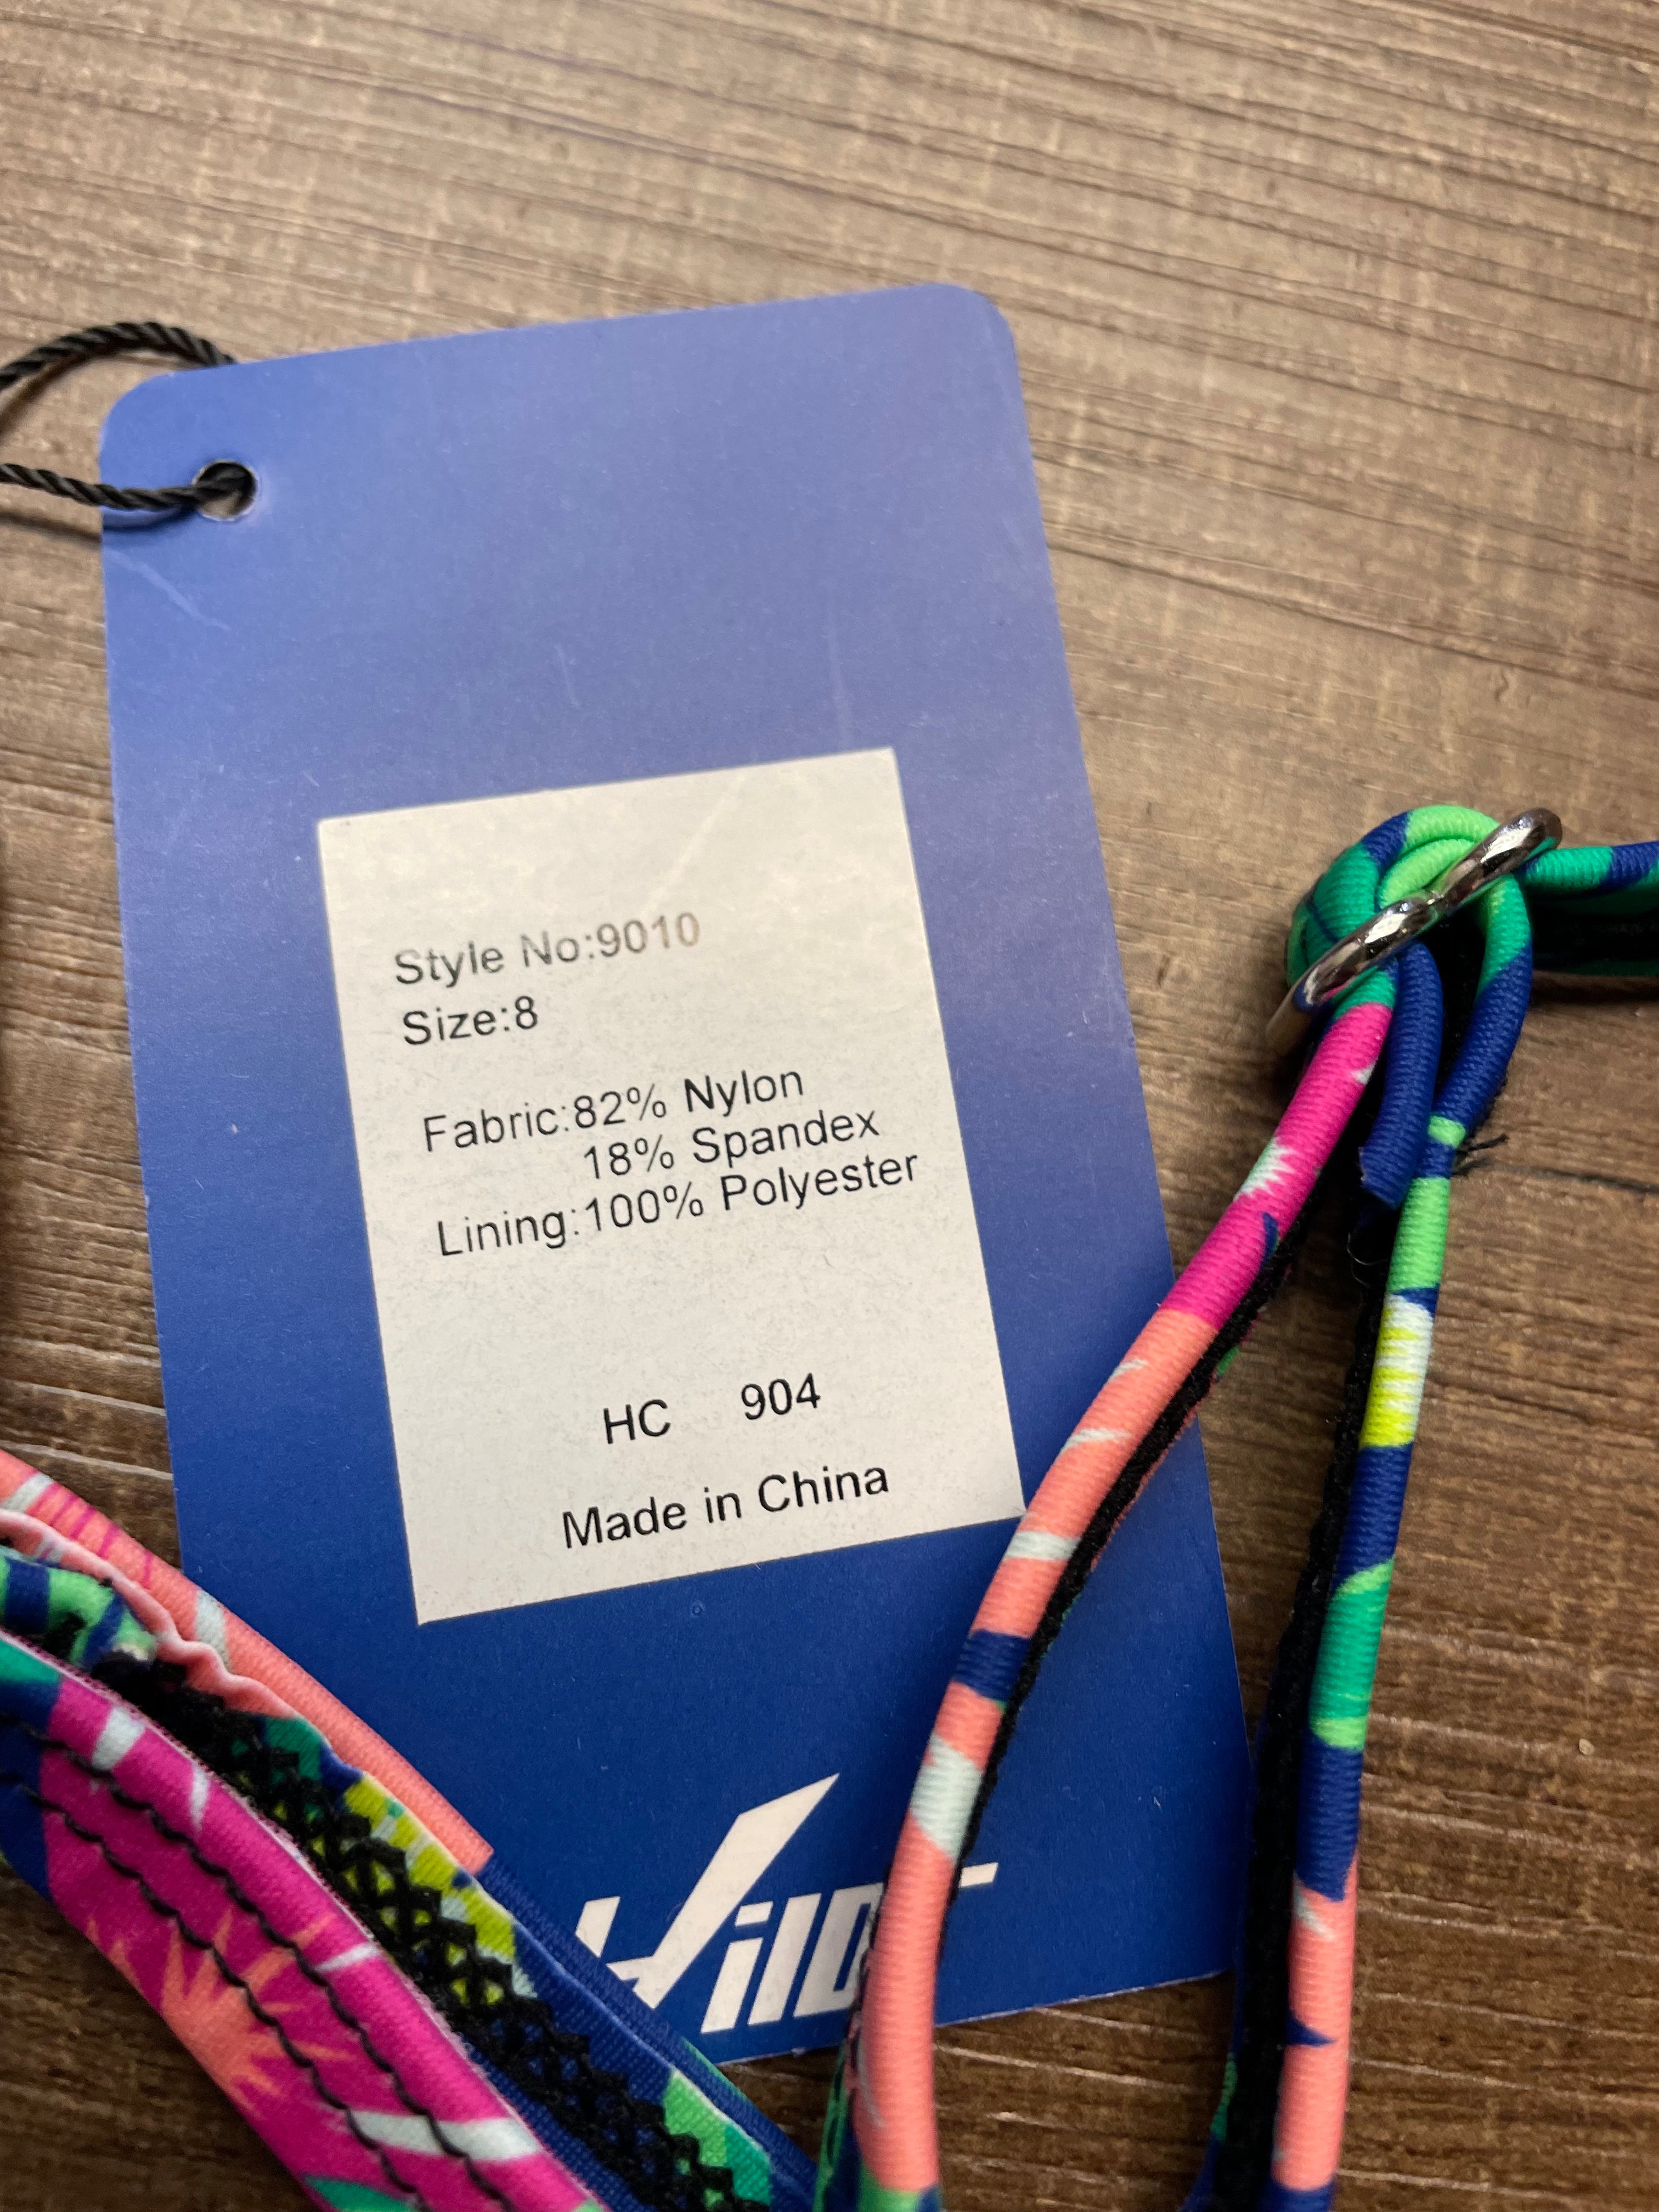 Style No:9010
Size:8
Fabric:82% Nylon
18% Spandex
Lining:100% Polyester
HC 904
Made in China